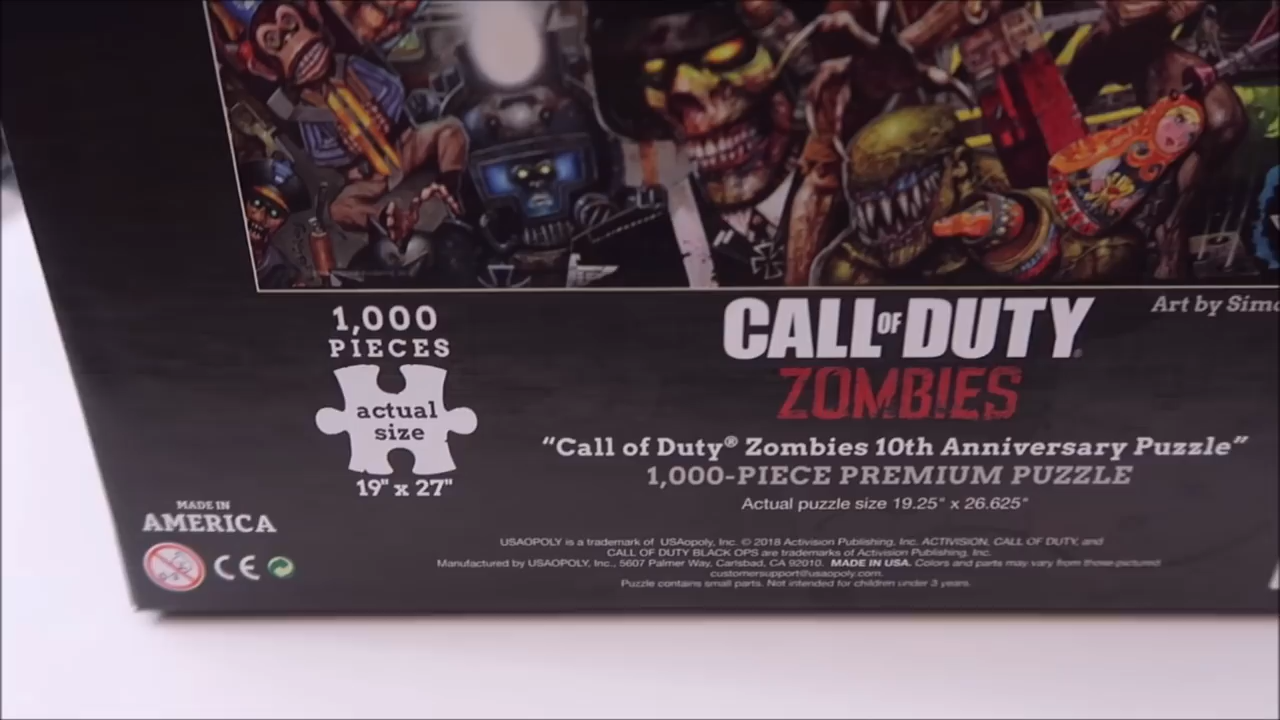 1,000
PIECES
actual
size
19" x 27"
MADE IN
AMERICA
CE
Art by
CALL OF DUTY
ZOMBIES
“Call of Duty® Zombies 10th Anniversary Puzzle”
1,000-PIECE PREMIUM PUZZLE
Actual puzzle size 19.25" x 26.625"
USAOPOLY is a trademark of USAopoly, Inc. © 2018 Activision Publishing, Inc. ACTIVISION, CALL OF DUTY, and
CALL OF DUTY BLACK OPS are trademarks of Activision Publishing, Inc.
Manufactured by USAOPOLY, Inc., 5607 Palmer Way, Carlsbad, CA 92010. MADE IN USA. Colors and parts may vary from those pictured
customersupport@usaopoly.com.
Puzzle contains small parts. Not intended for children under 3 years.